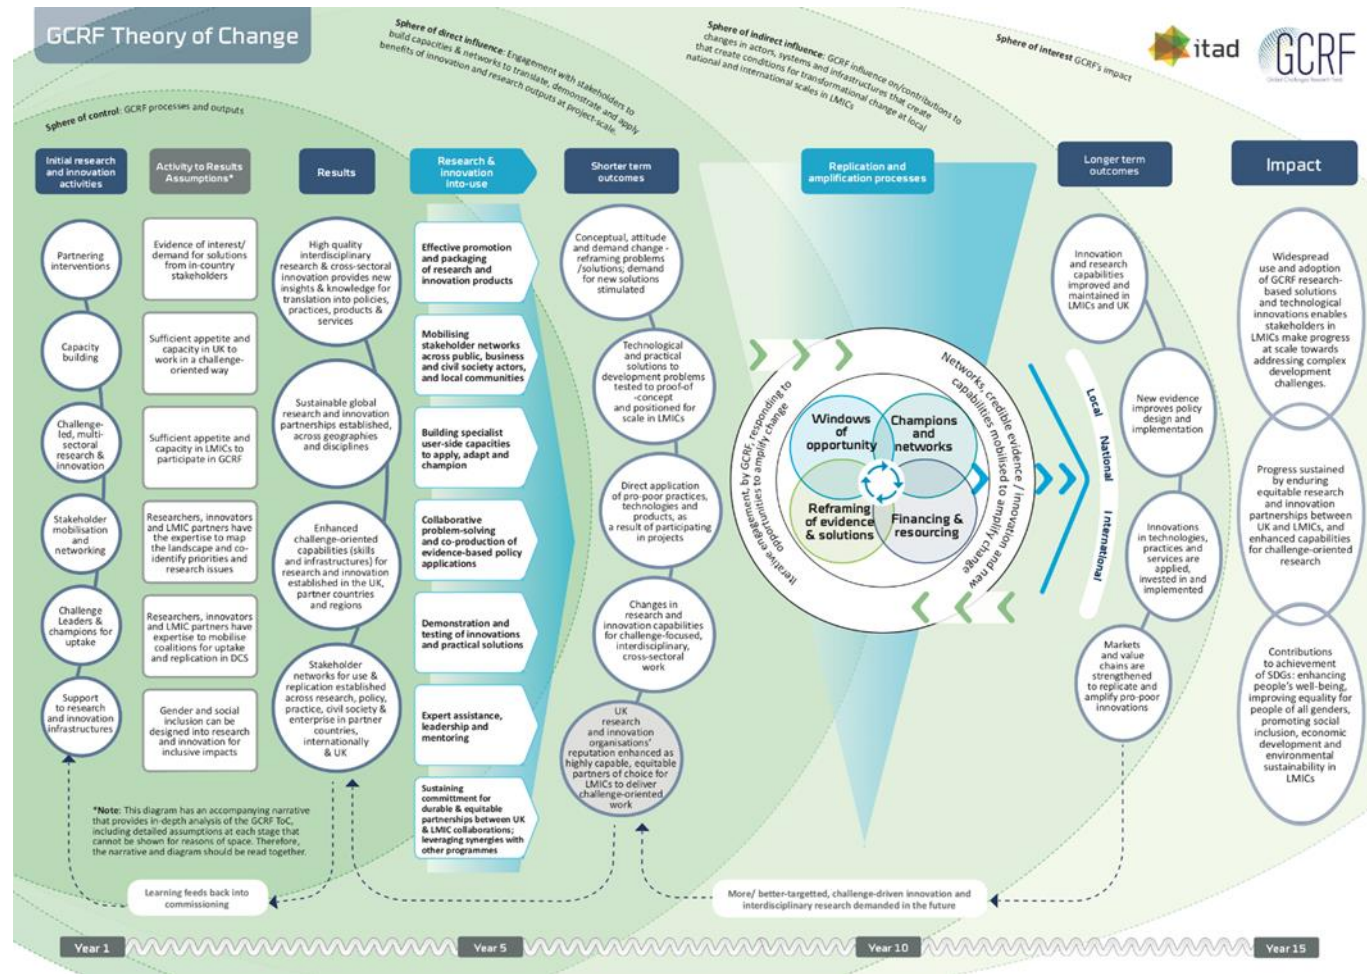 GCRF Theory of Change
Sphere of direct influence: Engagement with stakeholders to
build capacities & networks to translate, demonstrate and apply
benefits of innovation and research outputs at project-scale.
Sphere of indirect influence: GCRF influence on/contributions to
changes in actors, systems and infrastructures that create
that create conditions for transformational change at local
national and international scales in LMICs
Sphere of interest GCRF's impact
itad
GCRF
Global Challenges Research Fund
Sphere of control: GCRF processes and outputs
Initial research
and innovation
activities
Activity to Results
Assumptions*
Results
Research &
innovation
into-use
Shorter term
outcomes
Replication and
amplification processes
Longer term
outcomes
Impact
Partnering
interventions
Capacity
building
Challenge-
led, multi-
sectoral
research &
innovation
Stakeholder
mobilisation
and
networking
Challenge
Leaders &
champions for
uptake
Support
to research
and innovation
infrastructures
Evidence of interest/
demand for solutions
from in-country
stakeholders
Sufficient appetite and
capacity in UK to
work in a challenge-
oriented way
Sufficient appetite and
capacity in LMICs to
participate in GCRF
Researchers, innovators
and LMIC partners have
the expertise to map
the landscape and co-
identify priorities and
research issues
Researchers, innovators
and LMIC partners have
expertise to mobilise
coalitions for uptake
and replication in DCS
Gender and social
inclusion can be
designed into research
and innovation for
inclusive impacts
High quality
interdisciplinary
research & cross-sectoral
innovation provides new
insights & knowledge for
translation into policies,
practices, products &
services
Sustainable global
research and innovation
partnerships established,
across geographies
and disciplines
Enhanced
challenge-oriented
capabilities (skills
and infrastructures) for
research and innovation
established in the UK,
partner countries
and regions
Stakeholder
networks for use &
replication established
across research, policy,
practice, civil society &
enterprise in partner
countries,
internationally
& UK
Effective promotion
and packaging
of research and
innovation products
Mobilising
stakeholder networks
across public, business
and civil society actors,
and local communities
Building specialist
user-side capacities
to apply, adapt and
champion
Collaborative
problem-solving
and co-production of
evidence-based policy
applications
Demonstration and
testing of innovations
and practical solutions
Expert assistance,
leadership and
mentoring
Sustaining
committment for
durable & equitable
partnerships between UK
& LMIC collaborations;
leveraging synergies with
other programmes
Conceptual, attitude
and demand change -
reframing problems
/solutions; demand
for new solutions
stimulated
Technological
and practical
solutions to
development problems
tested to proof-of
-concept
and positioned for
scale in LMICs
Direct application
of pro-poor practices,
technologies and
products, as
a result of participating
in projects
Changes in
research and
innovation capabilities
for challenge-focused,
interdisciplinary,
cross-sectoral
work
UK
research
and innovation
organisations'
reputation enhanced as
highly capable, equitable
partners of choice for
LMICs to deliver
challenge-oriented
work
Iterative engagement, by GCRF, responding to
opportunities to amplify change
Networks, credible evidence / innovation and new
capabilities mobilised to amplify change
Windows
of
opportunity
Champions
and
networks
Reframing
of evidence
& solutions
Financing &
resourcing
Local National International
Innovation
and research
capabilities
improved and
maintained in
LMICs and UK
New evidence
improves policy
design and
implementation
Innovations
in technologies,
practices and
services are
applied,
invested in and
implemented
Markets
and value
chains are
strengthened
to replicate and
amplify pro-poor
innovations
Widespread
use and adoption
of GCRF research-
based solutions
and technological
innovations enables
stakeholders in
LMICs make progress
at scale towards
addressing complex
development
challenges.
Progress sustained
by enduring
equitable research
and innovation
partnerships between
UK and LMICs, and
enhanced capabilities
for challenge-oriented
research
Contributions
to achievement
of SDGs: enhancing
people's well-being,
improving equality for
people of all genders,
promoting social
inclusion, economic
development and
environmental
sustainability in
LMICs
*Note: This diagram has an accompanying narrative
that provides in-depth analysis of the GCRF ToC,
including detailed assumptions at each stage that
cannot be shown for reasons of space. Therefore,
the narrative and diagram should be read together.
Learning feeds back into
commissioning
More/ better-targetted, challenge-driven innovation and
interdisciplinary research demanded in the future
Year 1
Year 5
Year 10
Year 15